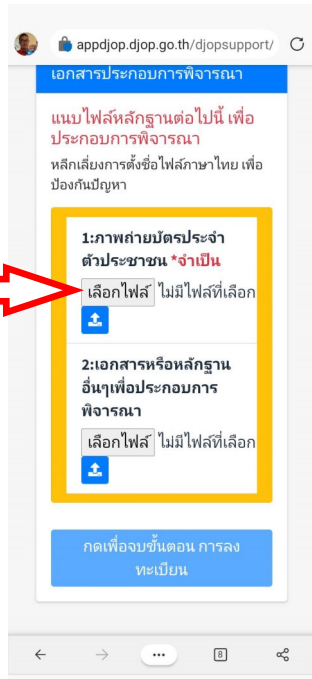 appdjop.djop.go.th/djopsupport/
เอกสารประกอบการพิจารณา
แนบไฟล์หลักฐานต่อไปนี้ เพื่อ
ประกอบการพิจารณา
หลีกเลี่ยงการตั้งชื่อไฟล์ภาษาไทย เพื่อ
ป้องกันปัญหา
1:ภาพถ่ายบัตรประจำ
ตัวประชาชน *จำเป็น
เลือกไฟล์ ไม่มีไฟล์ที่เลือก
2:เอกสารหรือหลักฐาน
อื่นๆเพื่อประกอบการ
พิจารณา
เลือกไฟล์ ไม่มีไฟล์ที่เลือก
กดเพื่อจบขั้นตอน การลง
ทะเบียน
8